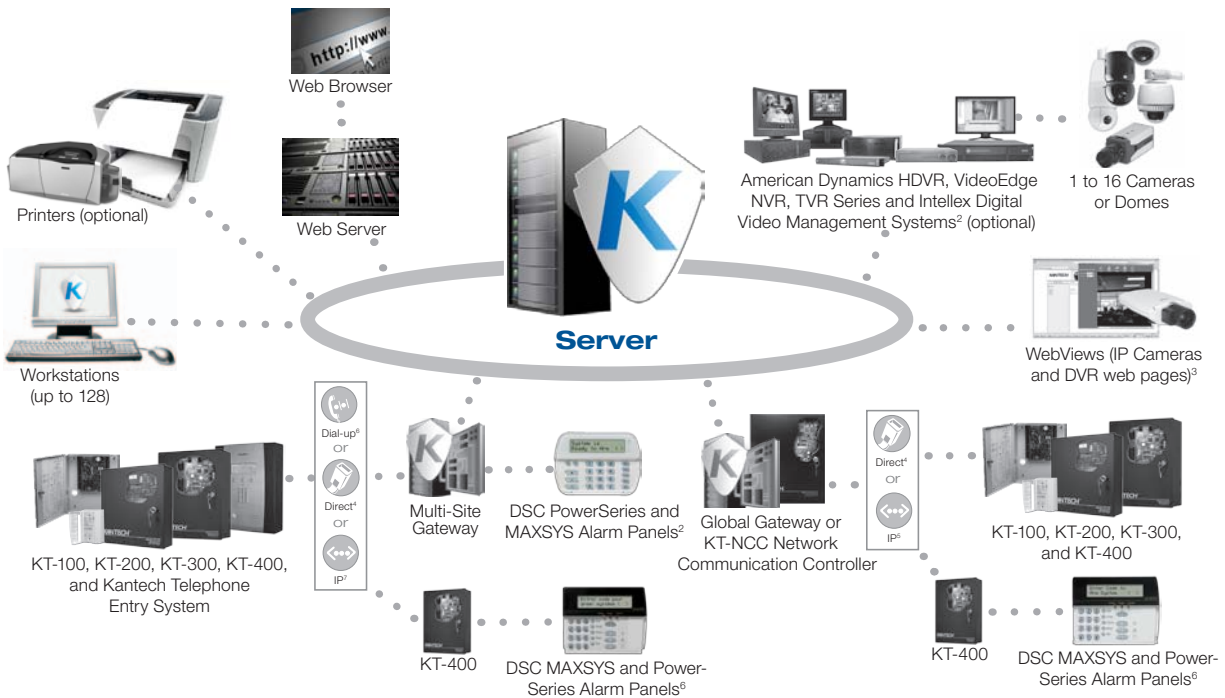 http://www.
Web Browser
Web Server
Printers (optional)
K
Server
American Dynamics HDVR, VideoEdge
NVR, TVR Series and Intellex Digital
Video Management Systems² (optional)
1 to 16 Cameras
or Domes
K
Workstations
(up to 128)
WebViews (IP Cameras
and DVR web pages)³
Dial-up⁶
or
Direct⁴
or
IP⁷
K
Multi-Site
Gateway
System is
Ready to Arm
DSC PowerSeries and
MAXSYS Alarm Panels²
K
Global Gateway or
KT-NCC Network
Communication Controller
Direct⁴
or
IP⁵
KT-100, KT-200, KT-300, KT-400,
and Kantech Telephone
Entry System
KT-100, KT-200, KT-300,
and KT-400
KT-400
DSC MAXSYS and Power-
Series Alarm Panels⁶
KT-400
DSC MAXSYS and Power-
Series Alarm Panels⁶